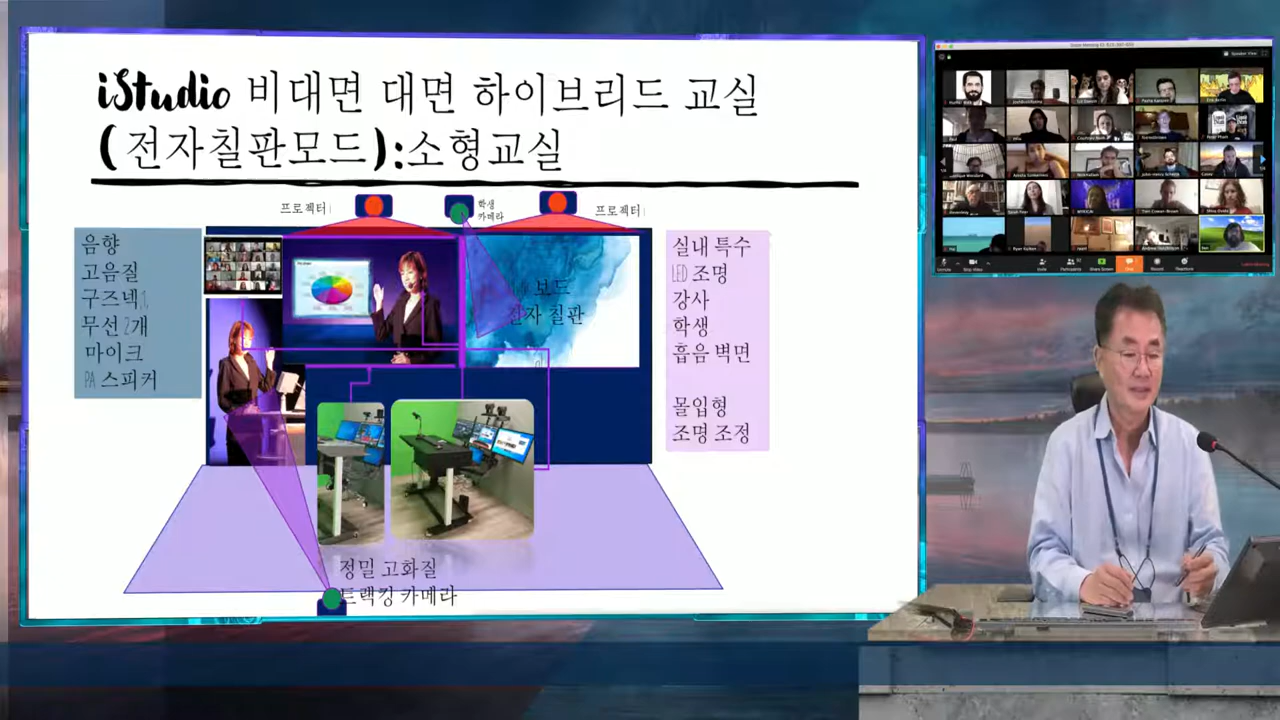 iStudio 비대면 대면 하이브리드 교실
(전자칠판모드):소형교실
프로젝터
학생
카메라
프로젝터
음향
고음질
구즈넥
무선 2개
마이크
PA 스피커
보드
전자 칠판
실내 특수
LED 조명
강사
학생
흡음 벽면
몰입형
조명 조정
정밀 고화질
트랙킹 카메라